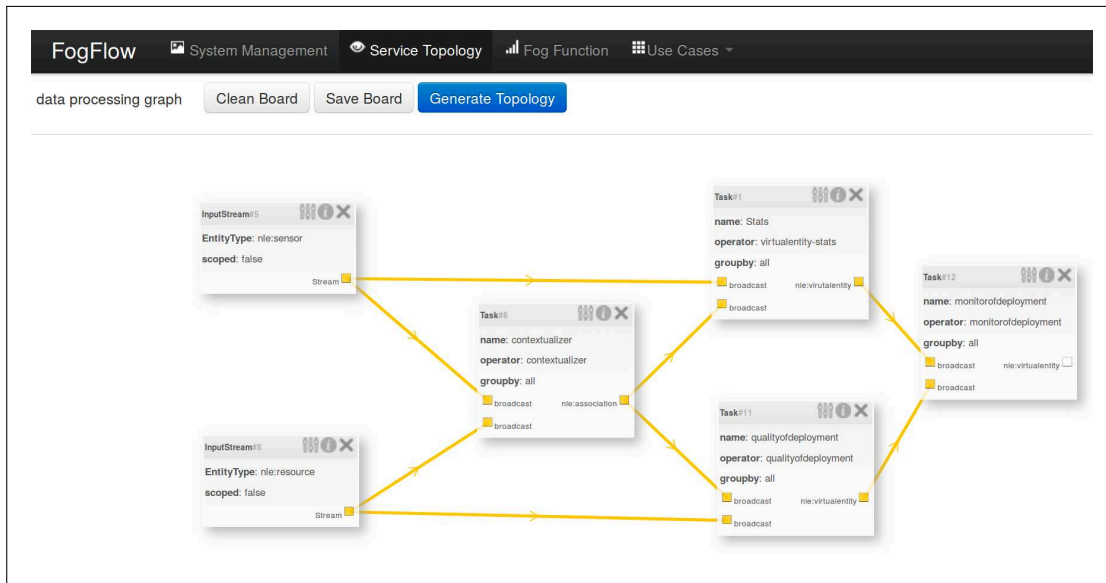 FogFlow System Management Service Topology Fog Function Use Cases
data processing graph Clean Board Save Board Generate Topology
InputStream#5
EntityType: nle:sensor
scoped: false
Stream
InputStream#8
EntityType: nle:resource
scoped: false
Stream
Task#6
name: contextualizer
operator: contextualizer
groupby: all
broadcast nle:association
broadcast
Task#1
name: Stats
operator: virtualentity-stats
groupby: all
broadcast nle:virutalentity
broadcast
Task#11
name: qualityofdeployment
operator: qualityofdeployment
groupby: all
broadcast nle:virtualentity
broadcast
Task#12
name: monitorofdeployment
operator: monitorofdeployment
groupby: all
broadcast nle:virtualentity
broadcast